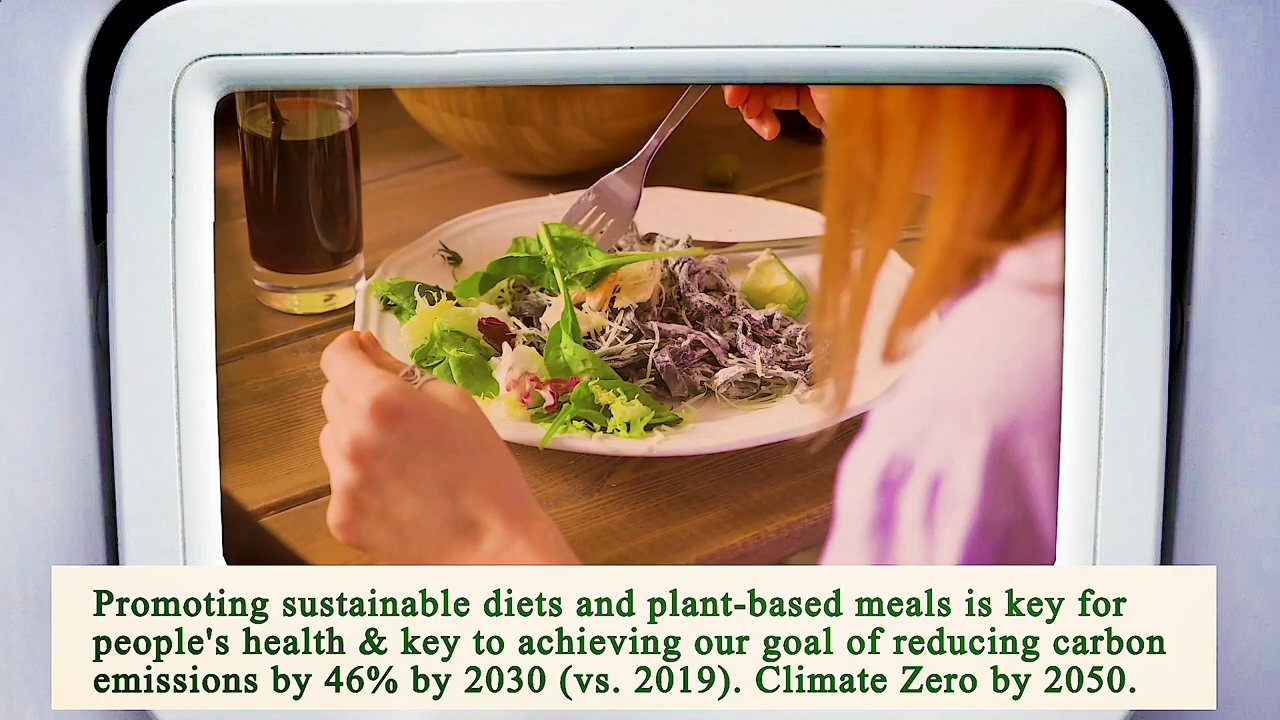 Promoting sustainable diets and plant-based meals is key for
people's health & key to achieving our goal of reducing carbon
emissions by 46% by 2030 (vs. 2019). Climate Zero by 2050.